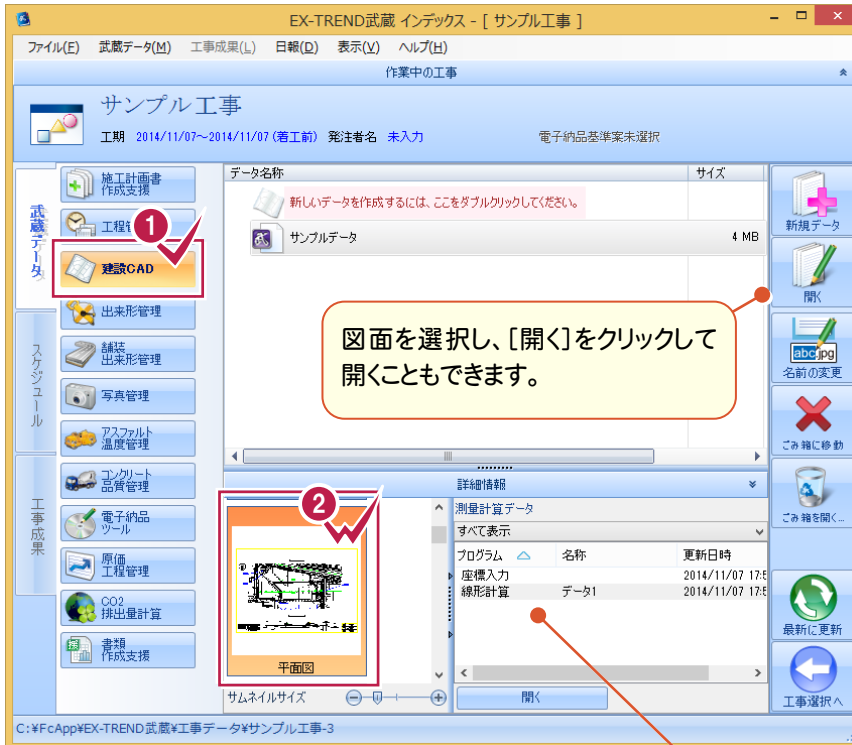 EX-TREND武蔵 インデックス - [ サンプル工事 ]
ファイル(F) 武蔵データ(M) 工事成果(L) 日報(D) 表示(V) ヘルプ(H)
作業中の工事
サンプル工事
工期 2014/11/07～2014/11/07 (着工前) 発注者名 未入力 電子納品基準案未選択
武蔵データ
スケジュール
工事成果
施工計画書
作成支援
工程管
1
建設CAD
出来形管理
舗装
出来形管理
写真管理
アスファルト
温度管理
コンクリート
品質管理
電子納品
ツール
原価
工程管理
CO2
排出量計算
書類
作成支援
データ名称 サイズ
新しいデータを作成するには、ここをダブルクリックしてください。
サンプルデータ 4 MB
図面を選択し、[開く]をクリックして
開くこともできます。
新規データ
開く
abc.jpg
名前の変更
ごみ箱に移動
ごみ箱を開く...
最新に更新
工事選択へ
詳細情報
2
平面図
サムネイルサイズ
測量計算データ
すべて表示
プログラム 名称 更新日時
座標入力 2014/11/07 17:5
線形計算 データ1 2014/11/07 17:5
開く
C:¥FcApp¥EX-TREND武蔵¥工事データ¥サンプル工事-3